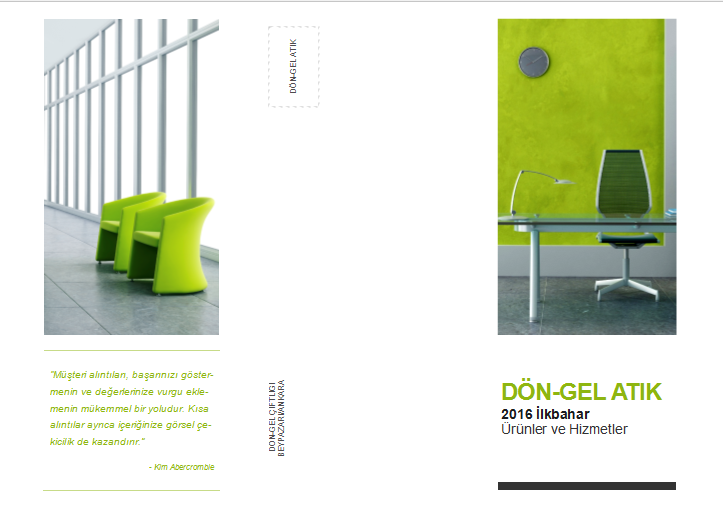 "Müşteri alıntıları, başarınızı göster-
menin ve değerlerinize vurgu ekle-
menin mükemmel bir yoludur. Kısa
alıntılar ayrıca içeriğinize görsel çe-
kicilik de kazandırır."
- Kim Abercrombie
DÖN-GEL ATIK
DÖN-GEL ÇİFTLİĞİ
BEYPAZARI/ANKARA
DÖN-GEL ATIK
2016 İlkbahar
Ürünler ve Hizmetler